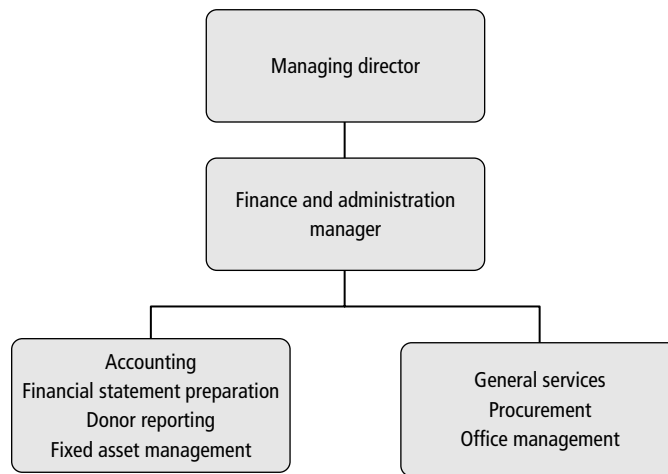 Managing director
Finance and administration
manager
Accounting
Financial statement preparation
Donor reporting
Fixed asset management
General services
Procurement
Office management